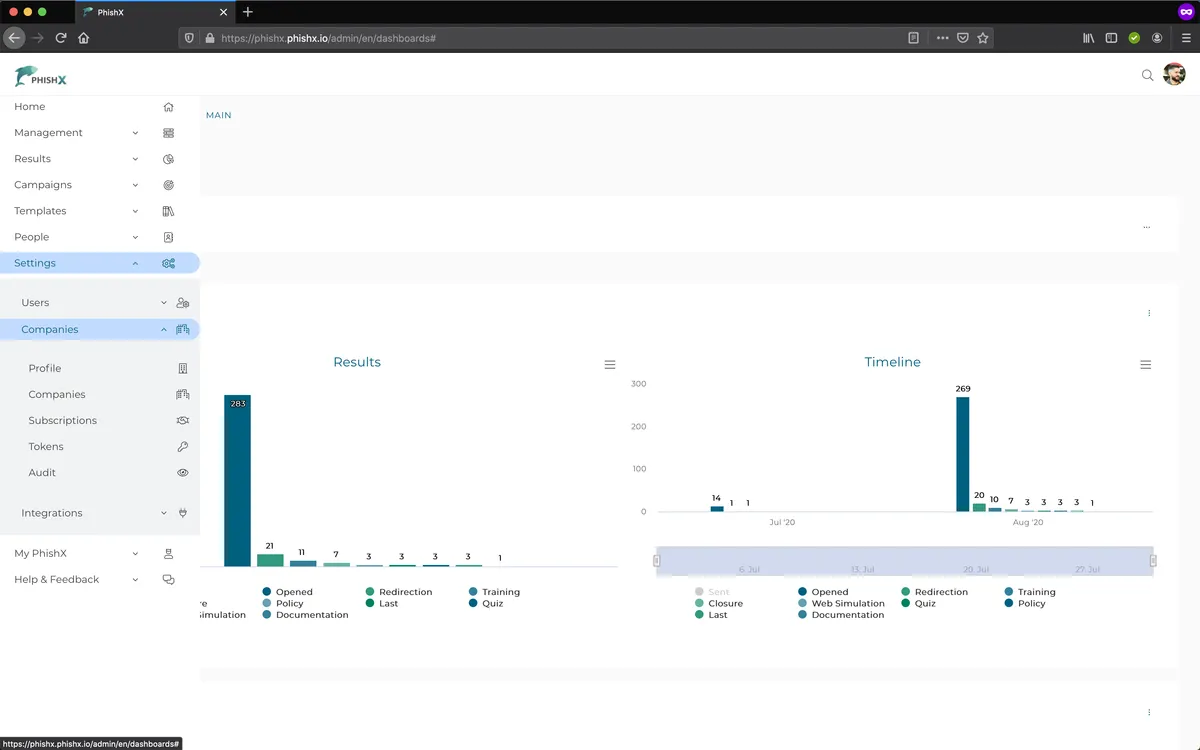 PhishX
https://phishx.phishx.io/admin/en/dashboards#
PHISHX
Home
Management
Results
Campaigns
Templates
People
Settings
Users
Companies
Profile
Companies
Subscriptions
Tokens
Audit
Integrations
My PhishX
Help & Feedback
MAIN
Results
283
21
11
7
3
3
3
3
1
Opened
Redirection
Training
re
Policy
Last
Quiz
Simulation
Documentation
Timeline
300
200
100
0
14
1
1
269
20
10
7
3
3
3
3
1
Jul '20
Aug '20
6. Jul
13. Jul
20. Jul
27. Jul
Sent
Opened
Redirection
Training
Closure
Web Simulation
Quiz
Policy
Last
Documentation
https://phishx.phishx.io/admin/en/dashboards#